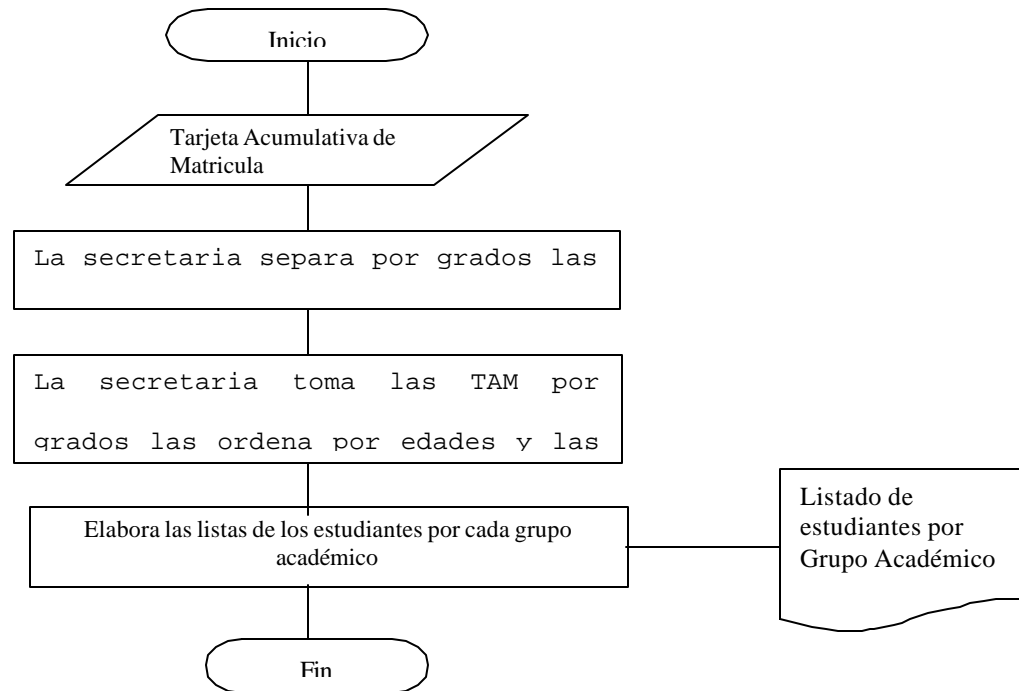 Inicio
Tarjeta Acumulativa de
Matricula
La secretaria separa por grados las
La secretaria toma las TAM por
grados las ordena por edades y las
Elabora las listas de los estudiantes por cada grupo
académico
Listado de
estudiantes por
Grupo Académico
Fin